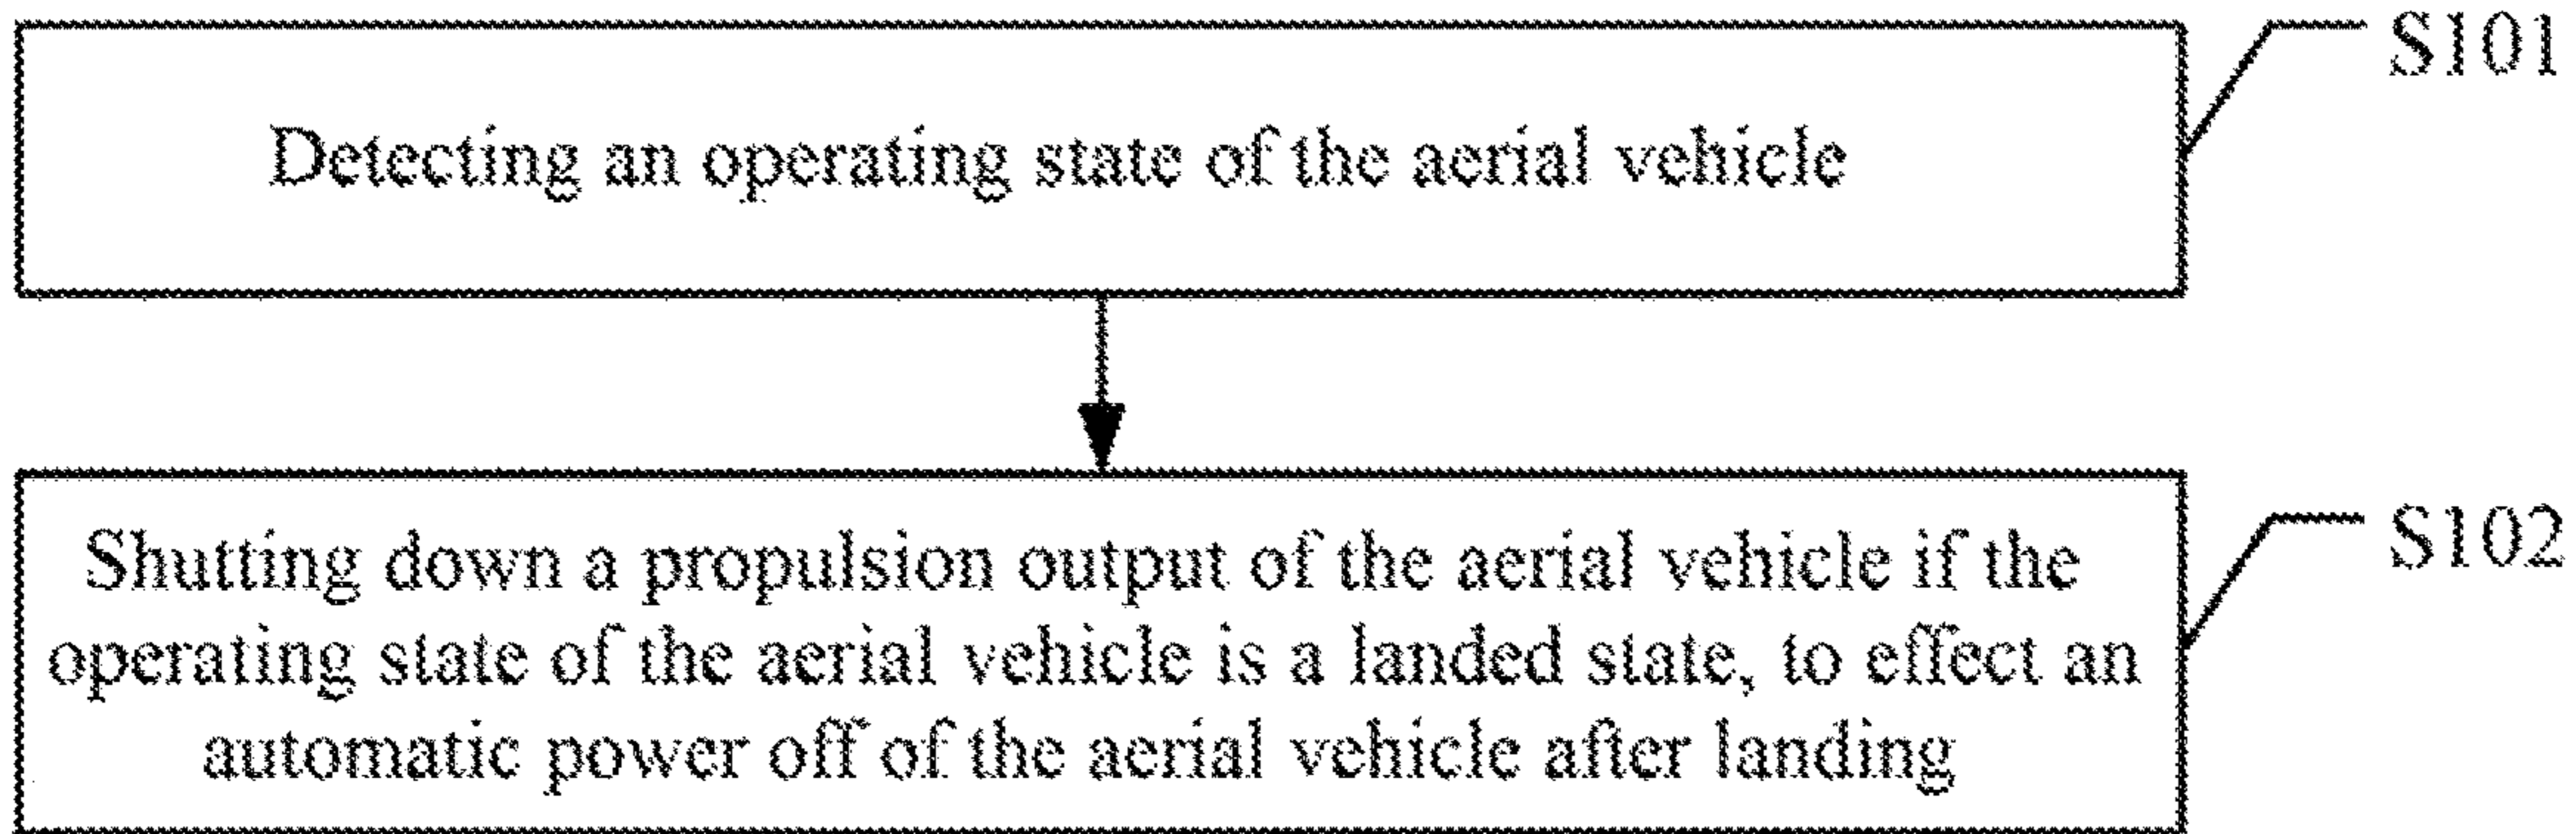 S101
Detecting an operating state of the aerial vehicle
S102
Shutting down a propulsion output of the aerial vehicle if the
operating state of the aerial vehicle is a landed state, to effect an
automatic power off of the aerial vehicle after landing